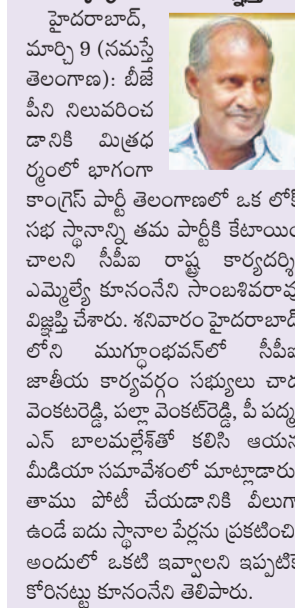 హైదరాబాద్,
మార్చి 9 (నమస్తే
తెలంగాణ): బీజే
పీని నిలువరించ
డానికి మిత్రధ
ర్మంలో భాగంగా
కాంగ్రెస్ పార్టీ తెలంగాణలో ఒక లోక్
సభ స్థానాన్ని తమ పార్టీకి కేటాయిం
చాలని సీపీఐ రాష్ట్ర కార్యదర్శి,
ఎమ్మెల్యే కూనంనేని సాంబశివరావు
విజ్ఞప్తి చేశారు. శనివారం హైదరాబాద్
లోని ముగ్ధూంభవన్‌లో సీపీఐ
జాతీయ కార్యవర్గం సభ్యులు చాడ
వెంకటరెడ్డి, పల్లా వెంకట్‌రెడ్డి, పీ పద్మ,
ఎన్ బాలమల్లేశ్‌తో కలిసి ఆయన
మీడియా సమావేశంలో మాట్లాడారు.
తాము పోటీ చేయడానికి వీలుగా
ఉండే ఐదు స్థానాల పేర్లను ప్రకటించి,
అందులో ఒకటి ఇవ్వాలని ఇప్పటికే
కోరినట్టు కూనంనేని తెలిపారు.